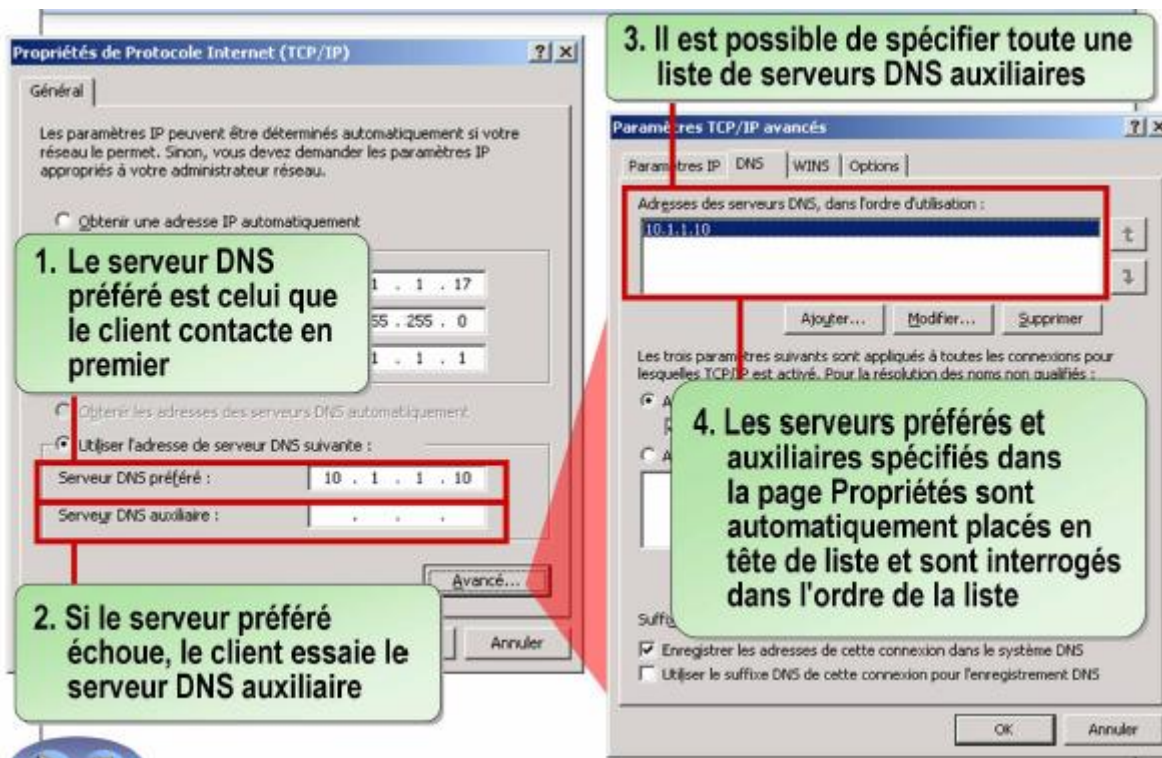 Propriétés de Protocole Internet (TCP/IP)
Général
Les paramètres IP peuvent être déterminés automatiquement si votre
réseau le permet. Sinon, vous devez demander les paramètres IP
appropriés à votre administrateur réseau.
Obtenir une adresse IP automatiquement
1. Le serveur DNS
préféré est celui que
le client contacte en
premier
1 . 1 . 17
55 . 255 . 0
1 . 1 . 1
Obtenir les adresses des serveurs DNS automatiquement
Utiliser l'adresse de serveur DNS suivante :
Serveur DNS préféré :
10 . 1 . 1 . 10
Serveur DNS auxiliaire :
. . .
Avancé...
2. Si le serveur préféré
échoue, le client essaie le
serveur DNS auxiliaire
Annuler
3. Il est possible de spécifier toute une
liste de serveurs DNS auxiliaires
Paramètres TCP/IP avancés
Paramètres IP
DNS
WINS
Options
Adresses des serveurs DNS, dans l'ordre d'utilisation :
10.1.1.10
Ajouter...
Modifier...
Supprimer
Les trois paramètres suivants sont appliqués à toutes les connexions pour
lesquelles TCP/IP est activé. Pour la résolution des noms non qualifiés :
A
A
4. Les serveurs préférés et
auxiliaires spécifiés dans
la page Propriétés sont
automatiquement placés en
tête de liste et sont interrogés
dans l'ordre de la liste
Suffi
Enregistrer les adresses de cette connexion dans le système DNS
Utiliser le suffixe DNS de cette connexion pour l'enregistrement DNS
OK
Annuler